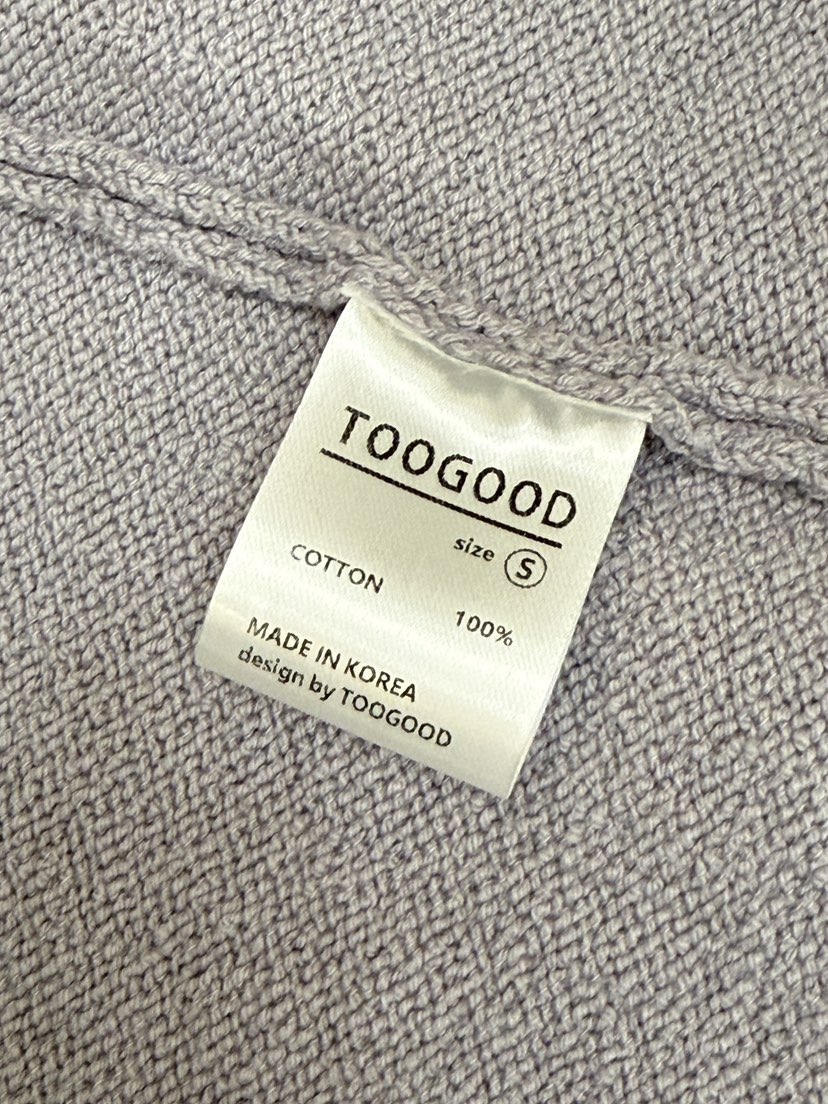 TOOGOOD
size Ⓢ
COTTON 100%
MADE IN KOREA
design by TOOGOOD